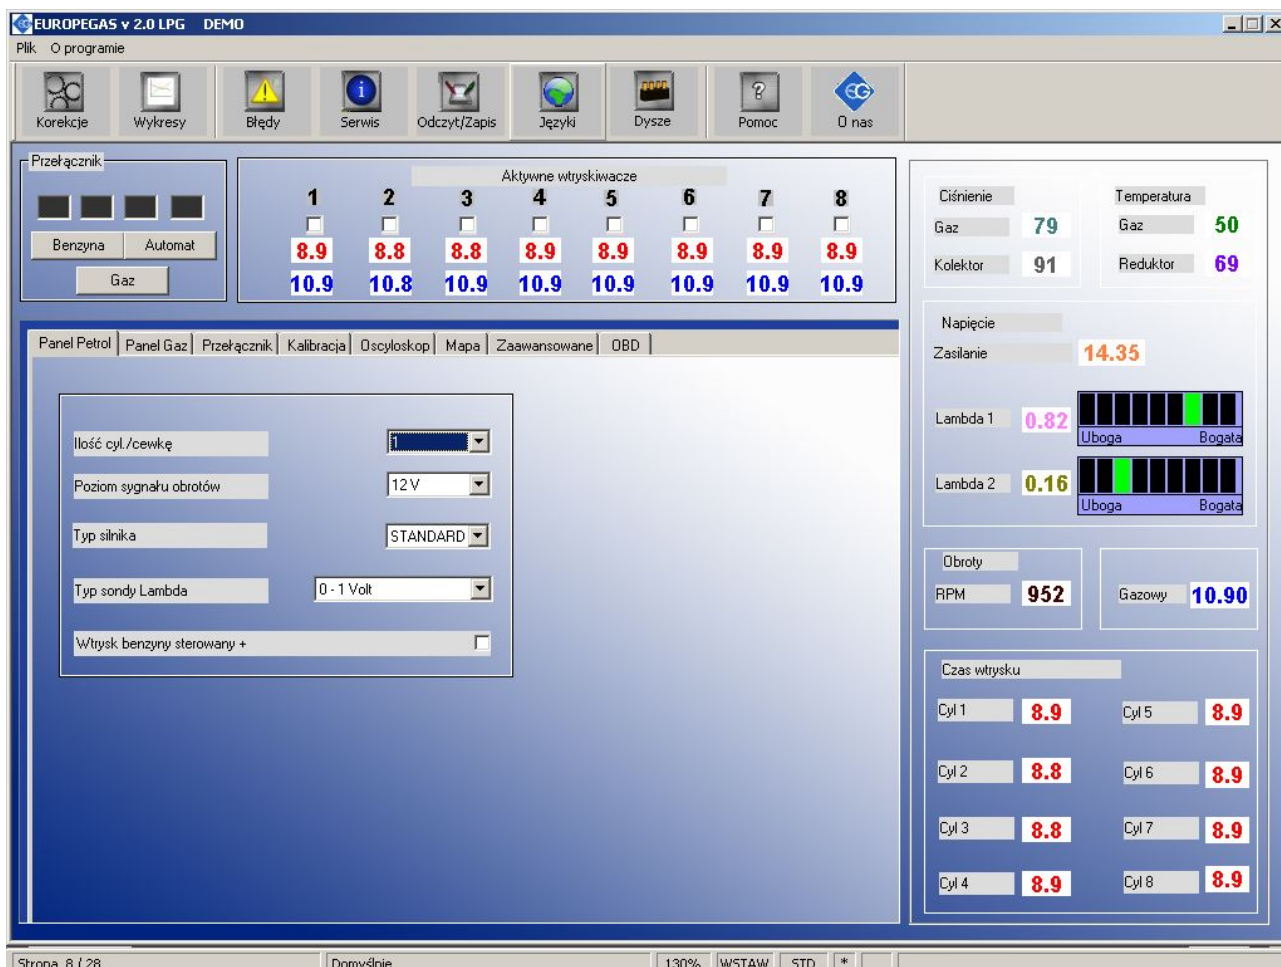 EUROPEGAS v 2.0 LPG DEMO
Plik O programie
Korekcje Wykresy Błędy Serwis Odczyt/Zapis Języki Dysze Pomoc O nas
Przełącznik
Benzyna Automat
Gaz
Aktywne wtryskiwacze
1 2 3 4 5 6 7 8
8.9 8.8 8.8 8.9 8.9 8.9 8.9 8.9
10.9 10.8 10.9 10.9 10.9 10.9 10.9 10.9
Panel Petrol Panel Gaz Przełącznik Kalibracja Oscyloskop Mapa Zaawansowane OBD
Ilość cyl./cewkę 1
Poziom sygnału obrotów 12 V
Typ silnika STANDARD
Typ sondy Lambda 0 - 1 Volt
Wtrysk benzyny sterowany +
Ciśnienie
Gaz 79
Kolektor 91
Temperatura
Gaz 50
Reduktor 69
Napięcie
Zasilanie 14.35
Lambda 1 0.82
Uboga Bogata
Lambda 2 0.16
Uboga Bogata
Obroty
RPM 952
Gazowy 10.90
Czas wtrysku
Cyl 1 8.9 Cyl 5 8.9
Cyl 2 8.8 Cyl 6 8.9
Cyl 3 8.8 Cyl 7 8.9
Cyl 4 8.9 Cyl 8 8.9
Strona 8 / 28 Domyślnie 130% WSTAW STD *